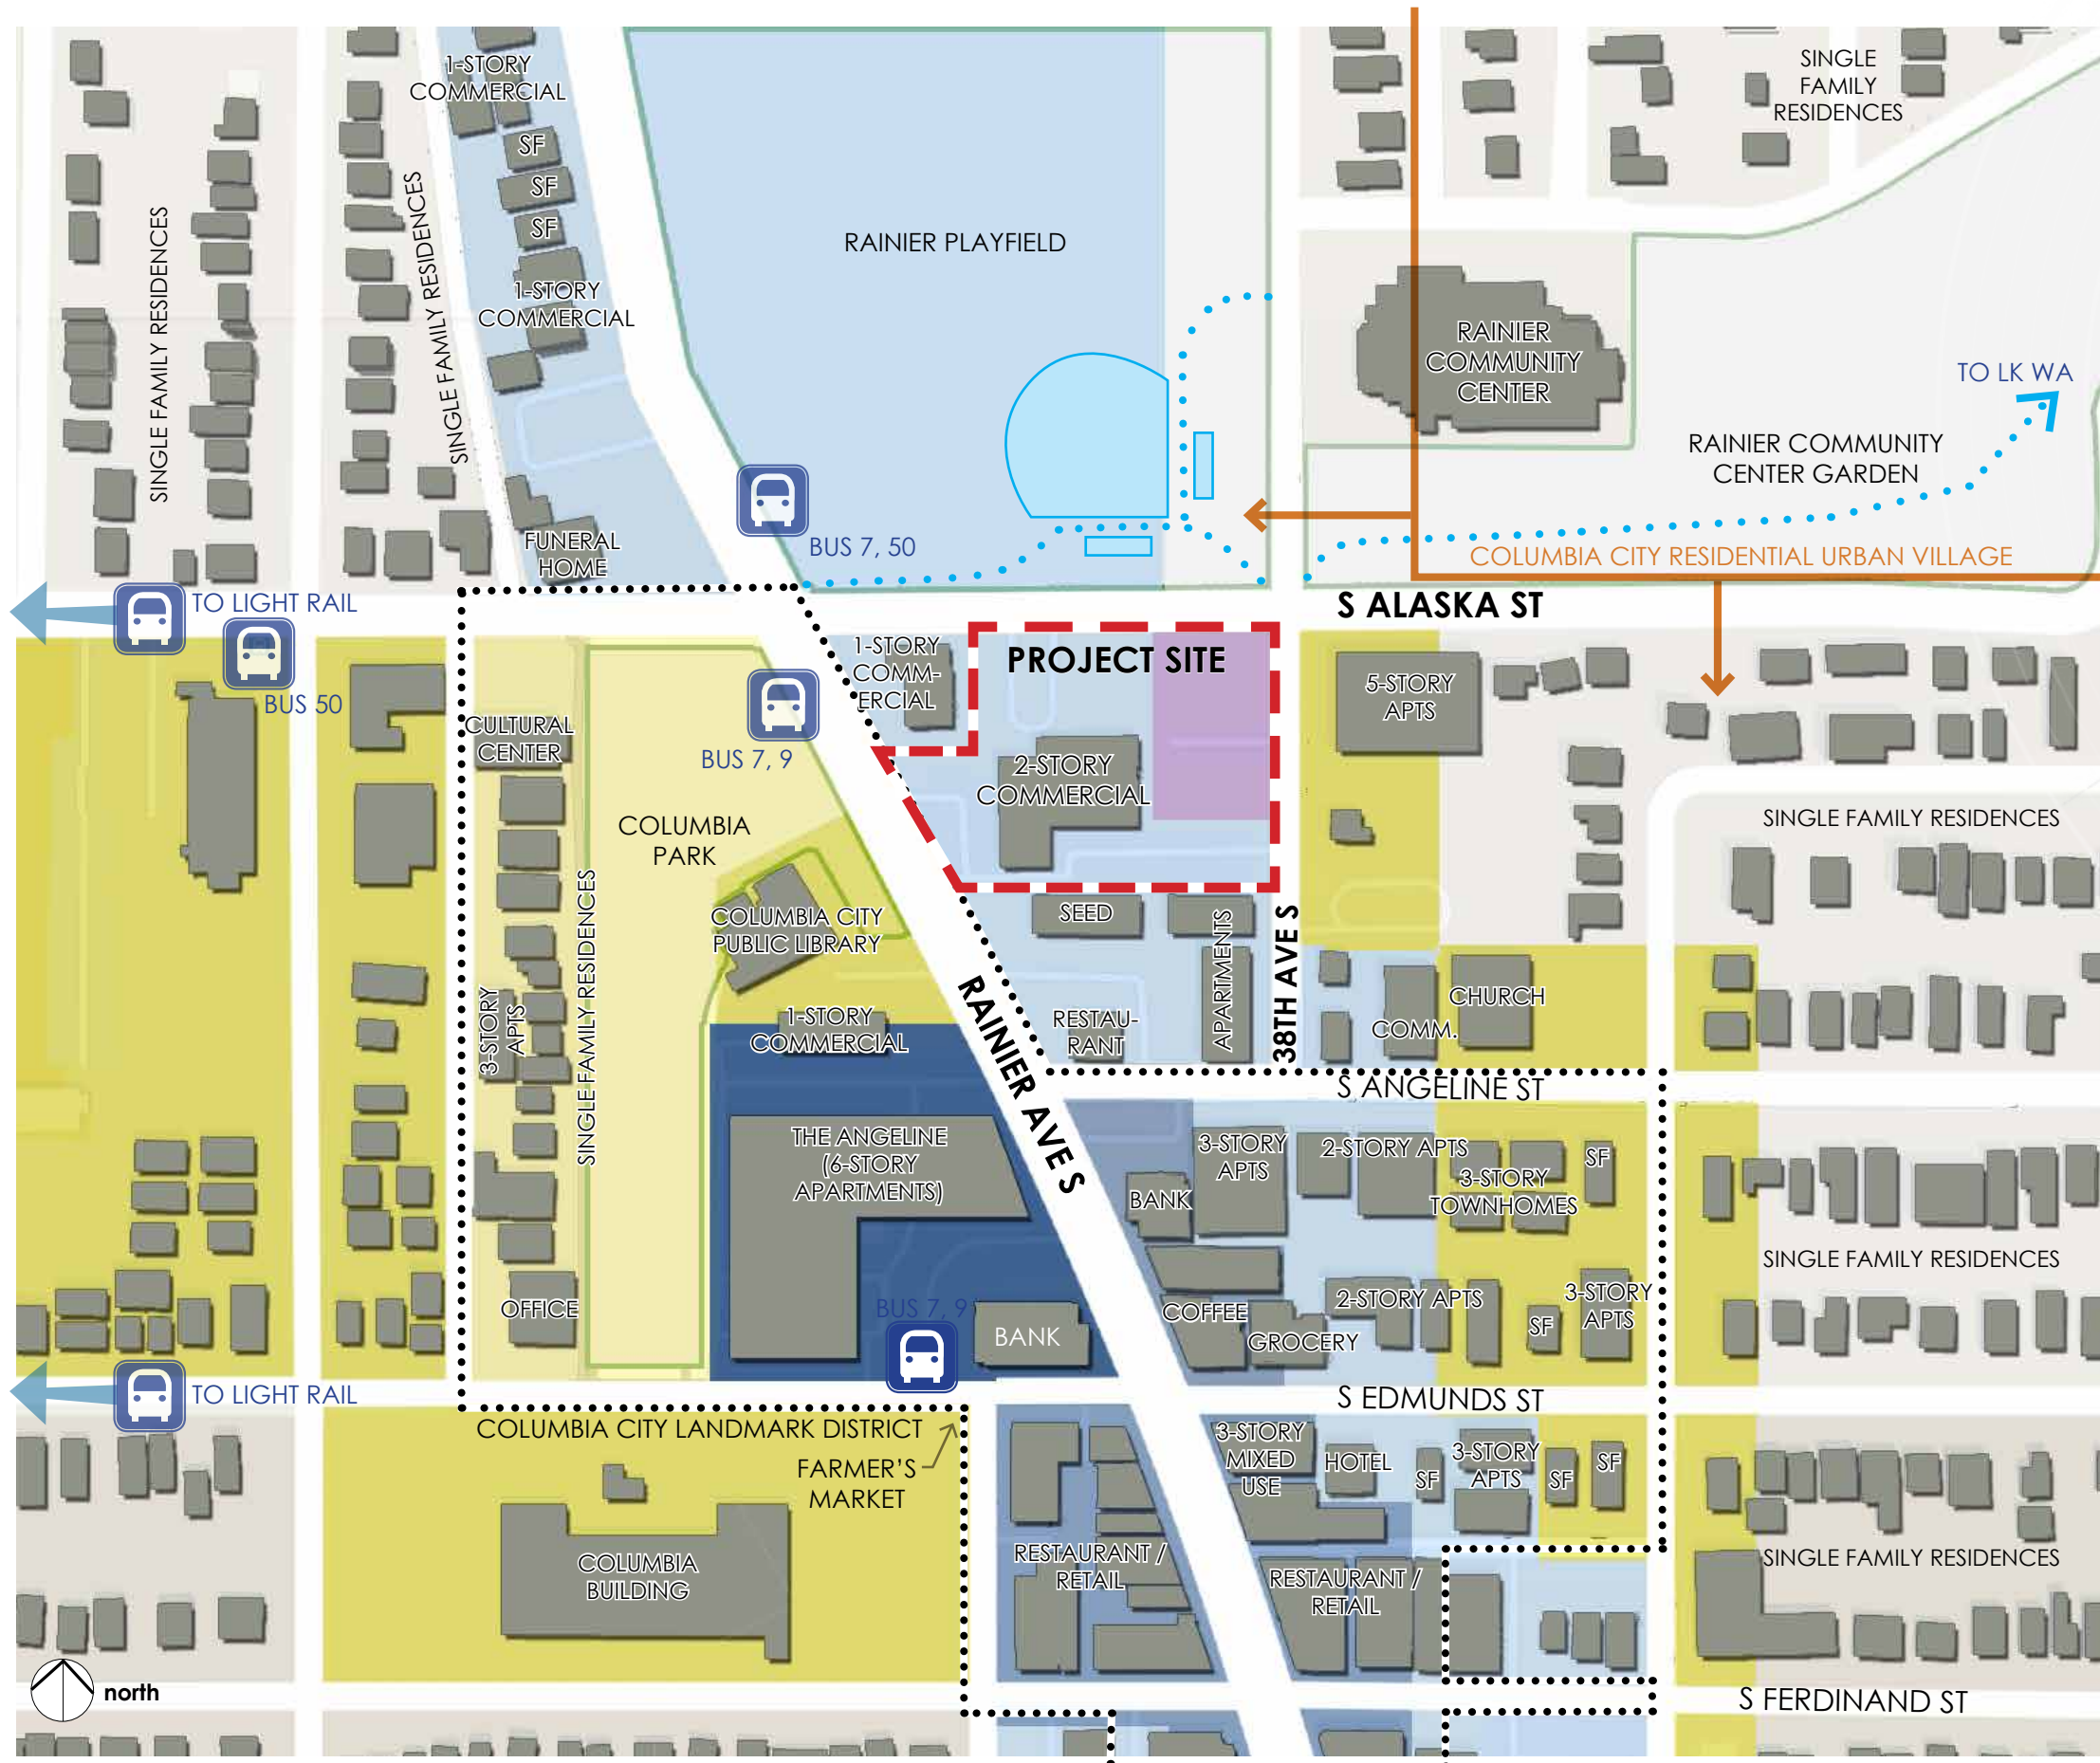 1-STORY
COMMERCIAL
SINGLE
FAMILY
RESIDENCES
SF
SF
SF
SINGLE FAMILY RESIDENCES
SINGLE FAMILY RESIDENCES
RAINIER PLAYFIELD
1-STORY
COMMERCIAL
RAINIER
COMMUNITY
CENTER
TO LK WA
RAINIER COMMUNITY
CENTER GARDEN
FUNERAL
HOME
BUS 7, 50
COLUMBIA CITY RESIDENTIAL URBAN VILLAGE
TO LIGHT RAIL
S ALASKA ST
BUS 50
1-STORY
COMM-
ERCIAL
PROJECT SITE
5-STORY
APTS
CULTURAL
CENTER
BUS 7, 9
2-STORY
COMMERCIAL
COLUMBIA
PARK
SINGLE FAMILY RESIDENCES
COLUMBIA CITY
PUBLIC LIBRARY
SEED
APARTMENTS
38TH AVE S
SINGLE FAMILY RESIDENCES
3-STORY
APTS
1-STORY
COMMERCIAL
RAINIER AVE S
RESTAU-
RANT
CHURCH
COMM.
S ANGELINE ST
THE ANGELINE
(6-STORY
APARTMENTS)
BANK
3-STORY
APTS
2-STORY APTS
3-STORY
TOWNHOMES
SF
SINGLE FAMILY RESIDENCES
OFFICE
BUS 7, 9
BANK
COFFEE
GROCERY
2-STORY APTS
SF
3-STORY
APTS
TO LIGHT RAIL
S EDMUNDS ST
COLUMBIA CITY LANDMARK DISTRICT
FARMER'S
MARKET
3-STORY
MIXED
USE
HOTEL
SF
3-STORY
APTS
SF
SF
COLUMBIA
BUILDING
RESTAURANT /
RETAIL
RESTAURANT /
RETAIL
SINGLE FAMILY RESIDENCES
north
S FERDINAND ST